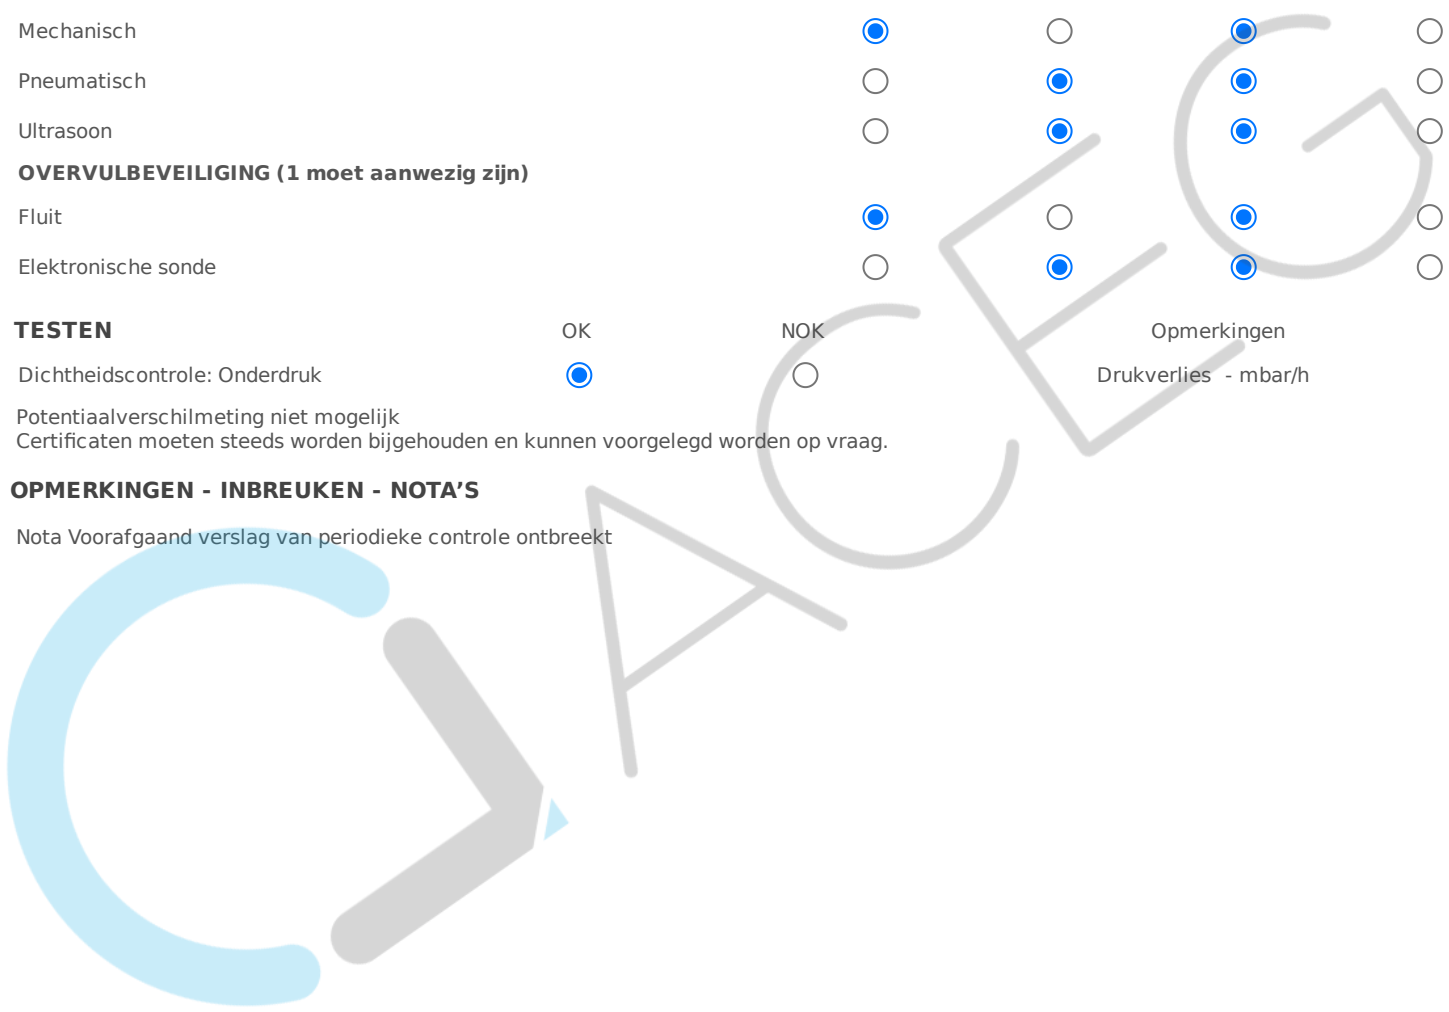 Mechanisch
Pneumatisch
Ultrasoon
OVERVULBEVEILIGING (1 moet aanwezig zijn)
Fluit
Elektronische sonde
TESTEN OK NOK Opmerkingen
Dichtheidscontrole: Onderdruk Drukverlies - mbar/h
Potentiaalverschilmeting niet mogelijk
Certificaten moeten steeds worden bijgehouden en kunnen voorgelegd worden op vraag.
OPMERKINGEN - INBREUKEN - NOTA’S
Nota Voorafgaand verslag van periodieke controle ontbreekt
ACEG